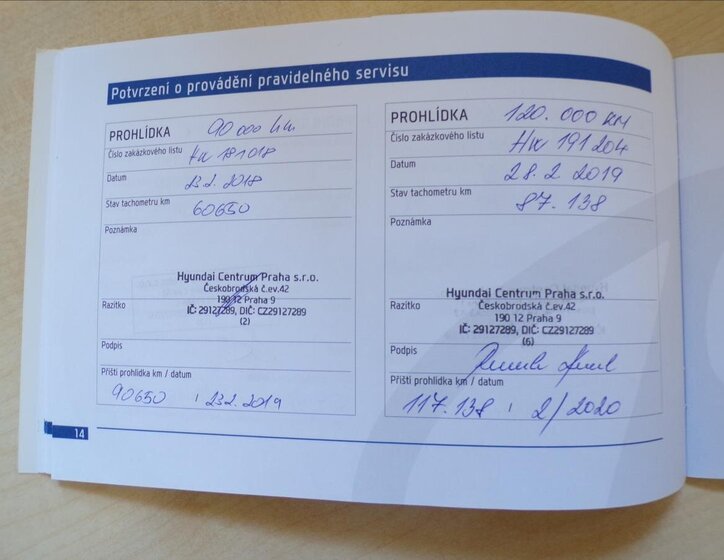 Potvrzení o provádění pravidelného servisu
PROHLÍDKA 90 000 km
Číslo zakázkového listu HK 181018
Datum 23.2. 2018
Stav tachometru km 60650
Poznámka
Hyundai Centrum Praha s.r.o.
Českobrodská č.ev.42
190 12 Praha 9
Razítko
IČ: 29127289, DIČ: CZ29127289
(2)
Podpis
Příští prohlídka km / datum
90650 / 23.2. 2019
PROHLÍDKA 120. 000 KM
Číslo zakázkového listu HK 191204
Datum 28. 2 2019
Stav tachometru km 87. 138
Poznámka
Hyundai Centrum Praha s.r.o.
Českobrodská č.ev.42
Razítko
190 12 Praha 9
IČ: 29127289, DIČ: CZ29127289
(6)
Podpis
Příští prohlídka km / datum
117. 138 / 2/2020
14